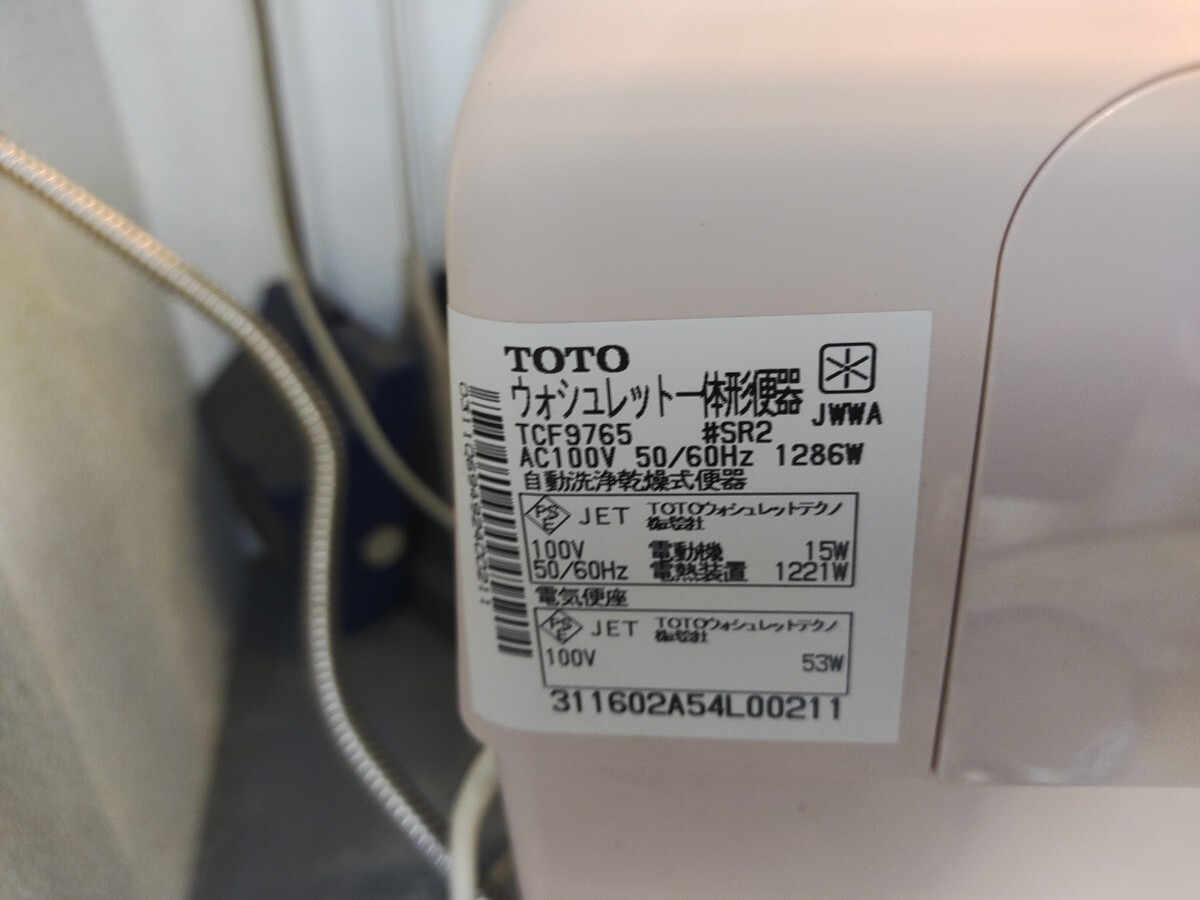 TOTO
ウォシュレット一体形便器
JWWA
TCF9765 #SR2
AC100V 50/60Hz 1286W
自動洗浄乾燥式便器
PSE JET TOTOウォシュレットテクノ
株式会社
100V 電動機 15W
50/60Hz 電熱装置 1221W
電気便座
PSE JET TOTOウォシュレットテクノ
株式会社
100V 53W
311602A54L00211